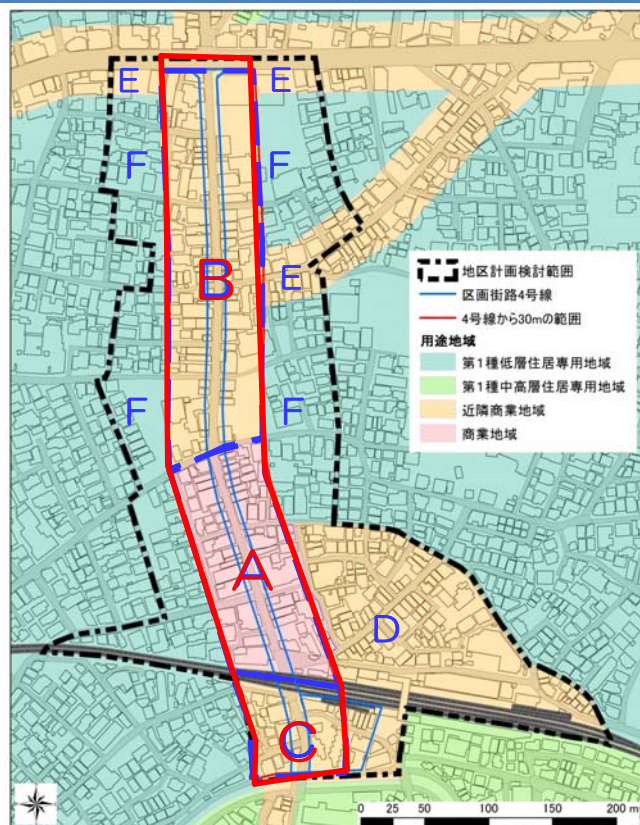 E E
F F
B
E
F F
A
D
C
地区計画検討範囲
区画街路4号線
4号線から30mの範囲
用途地域
第1種低層住居専用地域
第1種中高層住居専用地域
近隣商業地域
商業地域
0 25 50 100 150 200 m